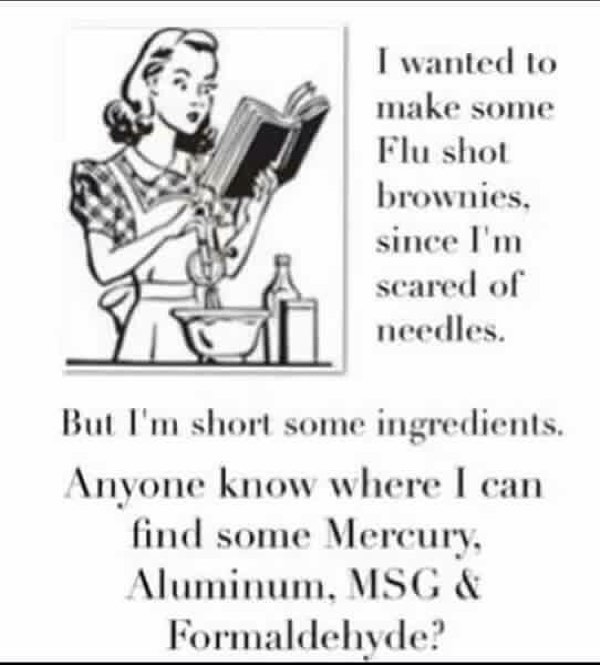 I wanted to
make some
Flu shot
brownies,
since I'm
scared of
needles.
But I'm short some ingredients.
Anyone know where I can
find some Mercury,
Aluminum, MSG &
Formaldehyde?